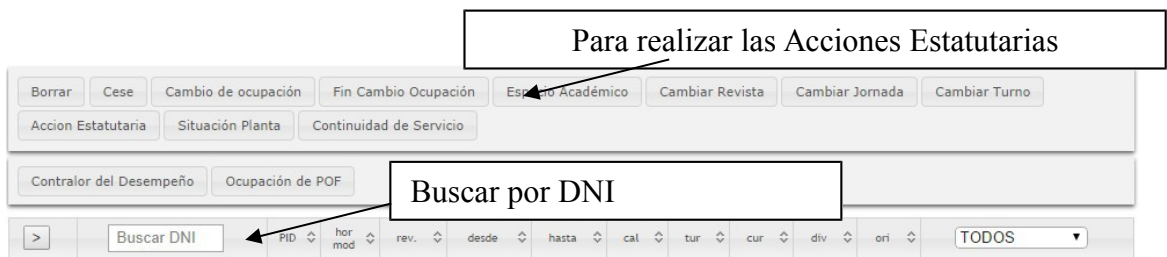 Para realizar las Acciones Estatutarias
Borrar Cese Cambio de ocupación Fin Cambio Ocupación Espacio Académico Cambiar Revista Cambiar Jornada Cambiar Turno
Accion Estatutaria Situación Planta Continuidad de Servicio
Contralor del Desempeño Ocupación de POF
Buscar por DNI
> Buscar DNI PID hor mod rev. desde hasta cal tur cur div ori TODOS